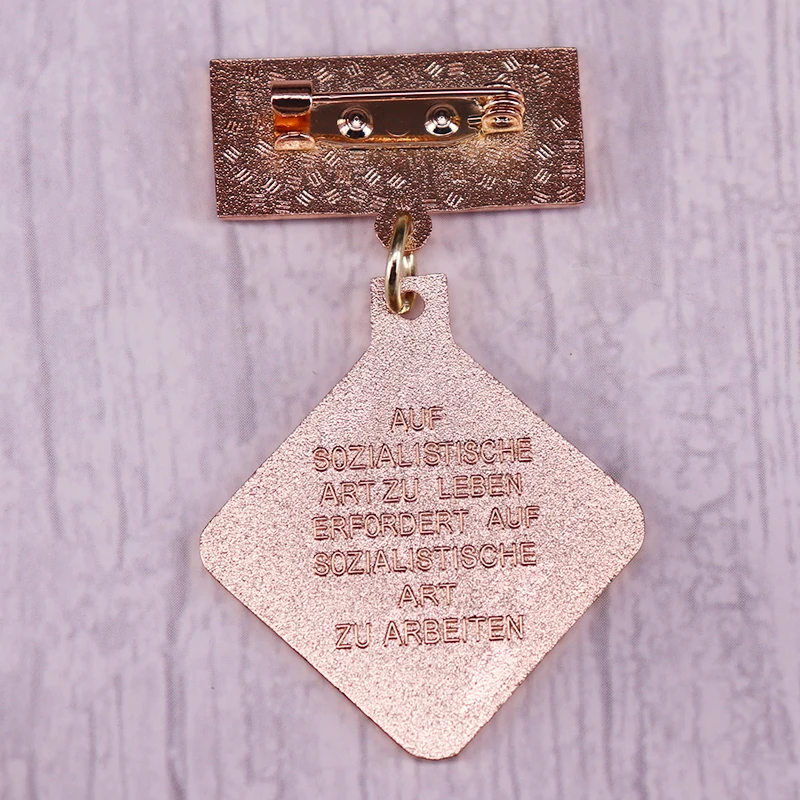 AUF
SOZIALISTISCHE
ART ZU LEBEN
ERFORDERT AUF
SOZIALISTISCHE
ART
ZU ARBEITEN